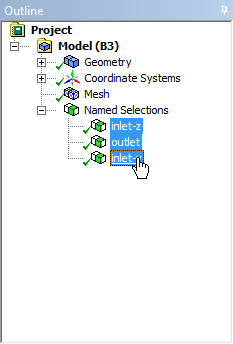 Outline
Project
Model (B3)
Geometry
Coordinate Systems
Mesh
Named Selections
inlet-z
outlet